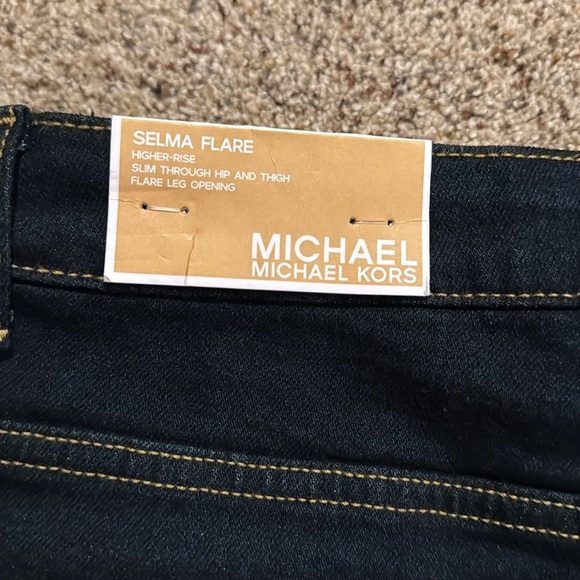 SELMA FLARE
HIGHER-RISE
SLIM THROUGH HIP AND THIGH
FLARE LEG OPENING
MICHAEL
MICHAEL KORS